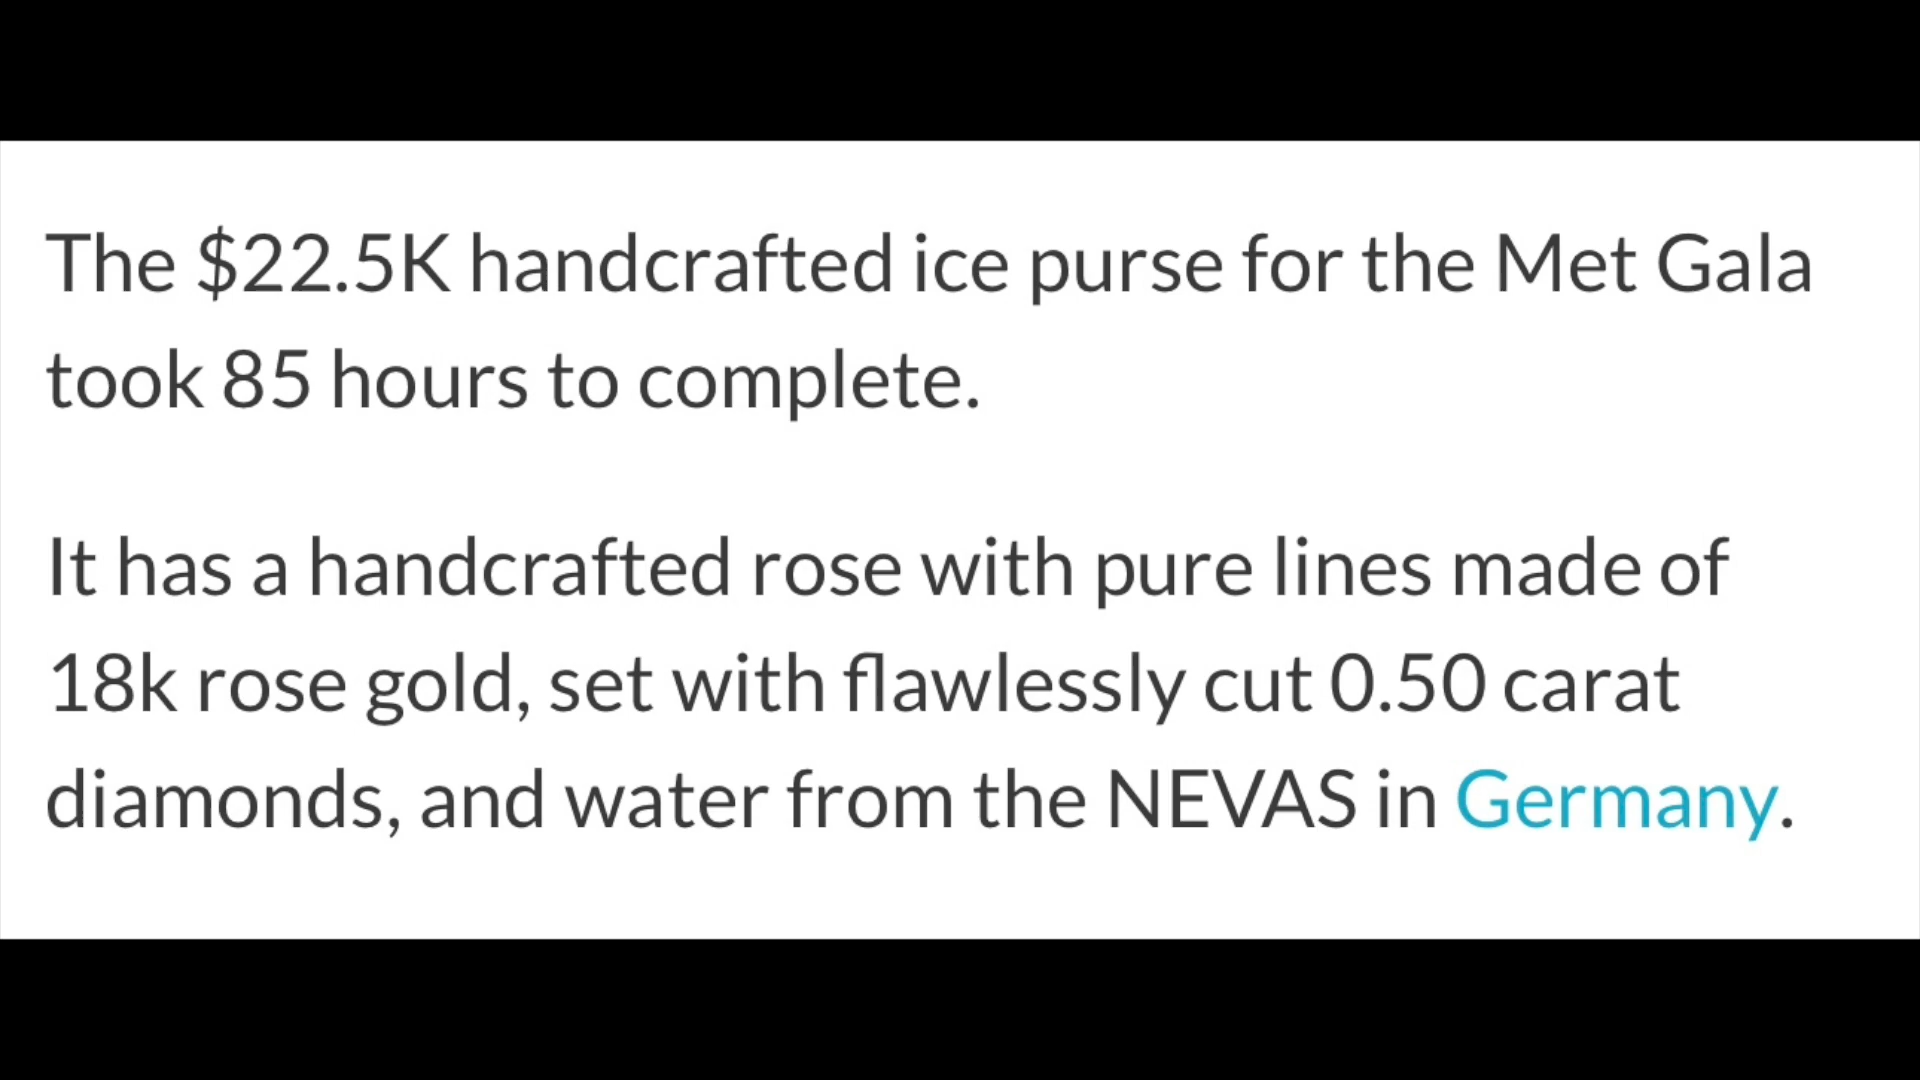 The $22.5K handcrafted ice purse for the Met Gala
took 85 hours to complete.
It has a handcrafted rose with pure lines made of
18k rose gold, set with flawlessly cut 0.50 carat
diamonds, and water from the NEVAS in Germany.